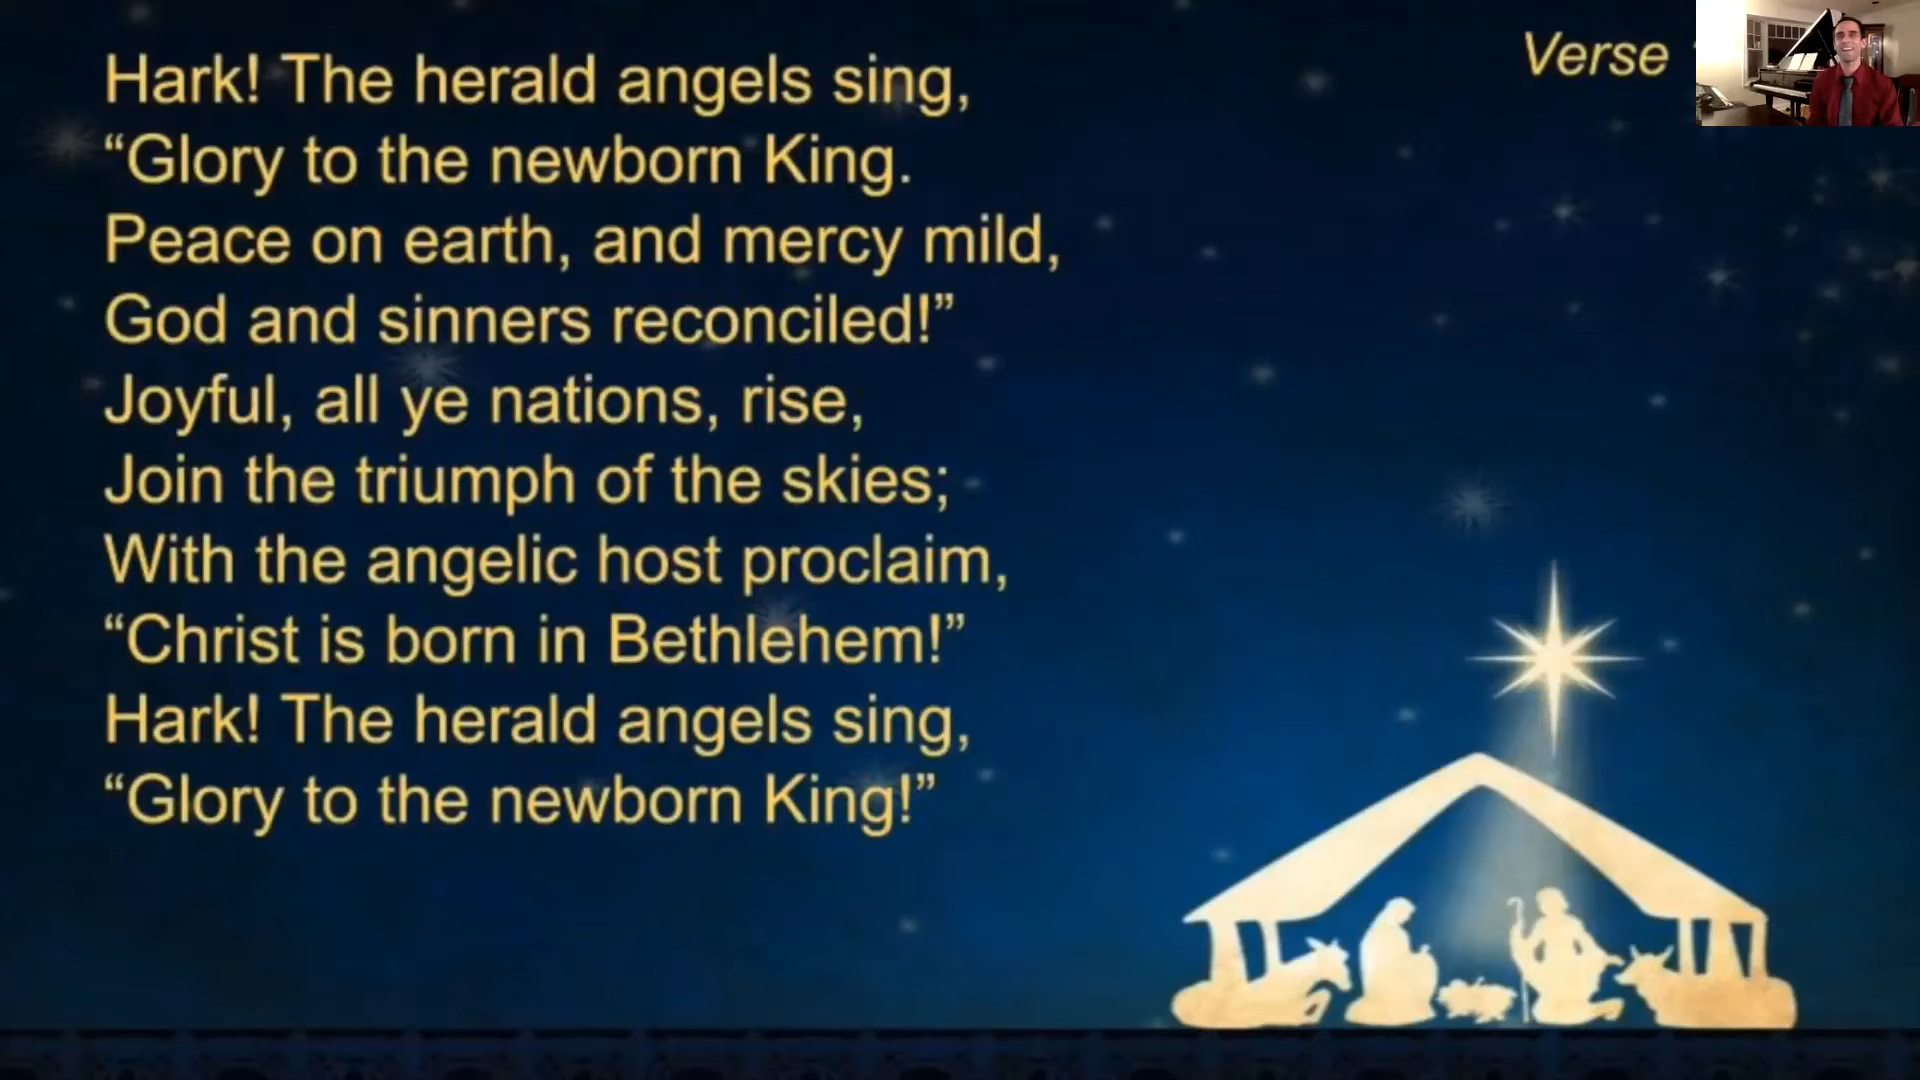 Hark! The herald angels sing,
“Glory to the newborn King.
Peace on earth, and mercy mild,
God and sinners reconciled!”
Joyful, all ye nations, rise,
Join the triumph of the skies;
With the angelic host proclaim,
“Christ is born in Bethlehem!”
Hark! The herald angels sing,
“Glory to the newborn King!”
Verse